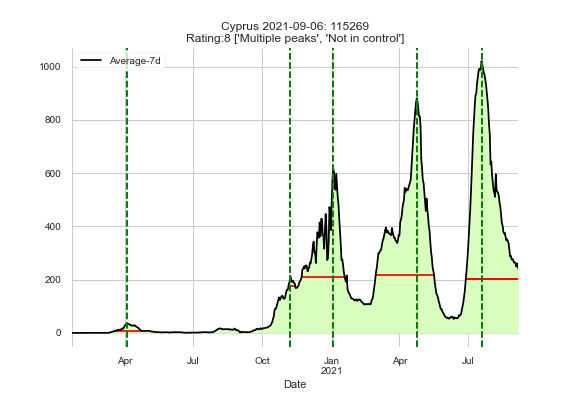 Cyprus 2021-09-06: 115269
Rating:8 ['Multiple peaks', 'Not in control']
Average-7d
1000
800
600
400
200
0
Apr Jul Oct Jan Apr Jul
2021
Date